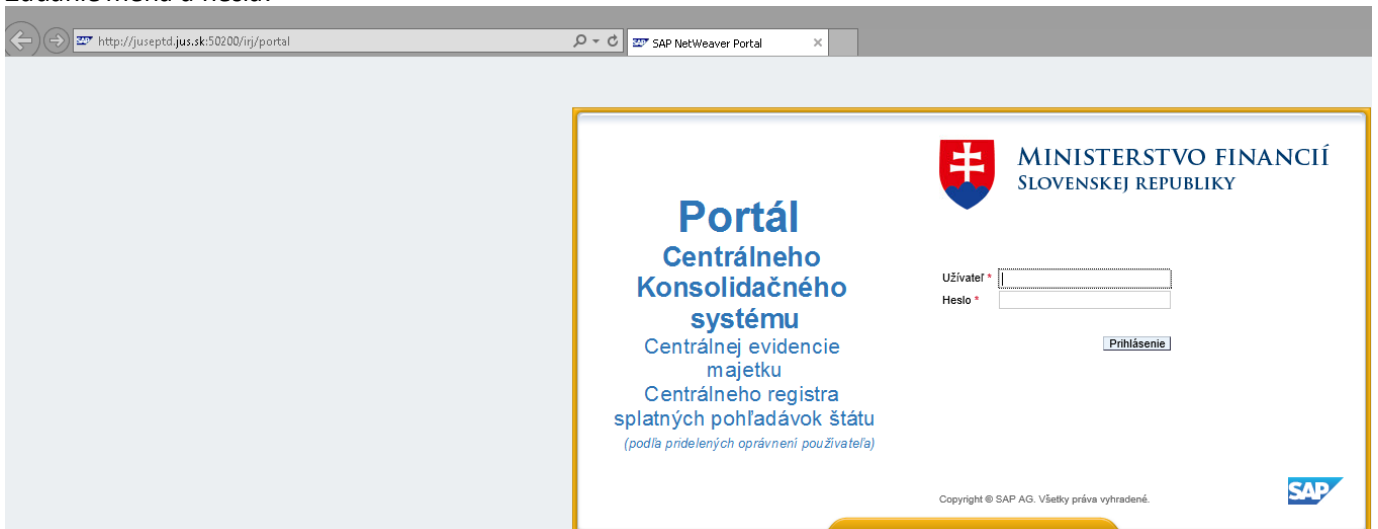 http://juseptd.jus.sk:50200/irj/portal
SAP NetWeaver Portal
MINISTERSTVO FINANCIÍ
SLOVENSKEJ REPUBLIKY
Portál
Centrálneho
Konsolidačného
systému
Centrálnej evidencie
majetku
Centrálneho registra
splatných pohľadávok štátu
(podľa pridelených oprávnení používateľa)
Užívateľ *
Heslo *
Prihlásenie
Copyright © SAP AG. Všetky práva vyhradené.
SAP